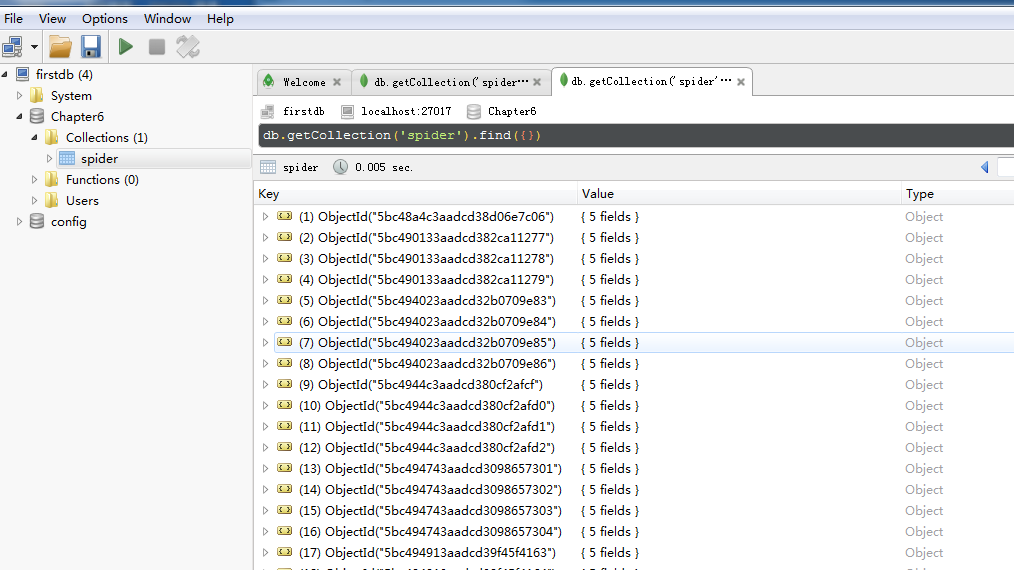 File View Options Window Help
firstdb (4)
System
Chapter6
Collections (1)
spider
Functions (0)
Users
config
Welcome
db.getCollection('spider'···
db.getCollection('spider'···
firstdb localhost:27017 Chapter6
db.getCollection('spider').find({})
spider 0.005 sec.
Key Value Type
(1) ObjectId("5bc48a4c3aadcd38d06e7c06") { 5 fields } Object
(2) ObjectId("5bc490133aadcd382ca11277") { 5 fields } Object
(3) ObjectId("5bc490133aadcd382ca11278") { 5 fields } Object
(4) ObjectId("5bc490133aadcd382ca11279") { 5 fields } Object
(5) ObjectId("5bc494023aadcd32b0709e83") { 5 fields } Object
(6) ObjectId("5bc494023aadcd32b0709e84") { 5 fields } Object
(7) ObjectId("5bc494023aadcd32b0709e85") { 5 fields } Object
(8) ObjectId("5bc494023aadcd32b0709e86") { 5 fields } Object
(9) ObjectId("5bc4944c3aadcd380cf2afcf") { 5 fields } Object
(10) ObjectId("5bc4944c3aadcd380cf2afd0") { 5 fields } Object
(11) ObjectId("5bc4944c3aadcd380cf2afd1") { 5 fields } Object
(12) ObjectId("5bc4944c3aadcd380cf2afd2") { 5 fields } Object
(13) ObjectId("5bc494743aadcd3098657301") { 5 fields } Object
(14) ObjectId("5bc494743aadcd3098657302") { 5 fields } Object
(15) ObjectId("5bc494743aadcd3098657303") { 5 fields } Object
(16) ObjectId("5bc494743aadcd3098657304") { 5 fields } Object
(17) ObjectId("5bc494913aadcd39f45f4163") { 5 fields } Object